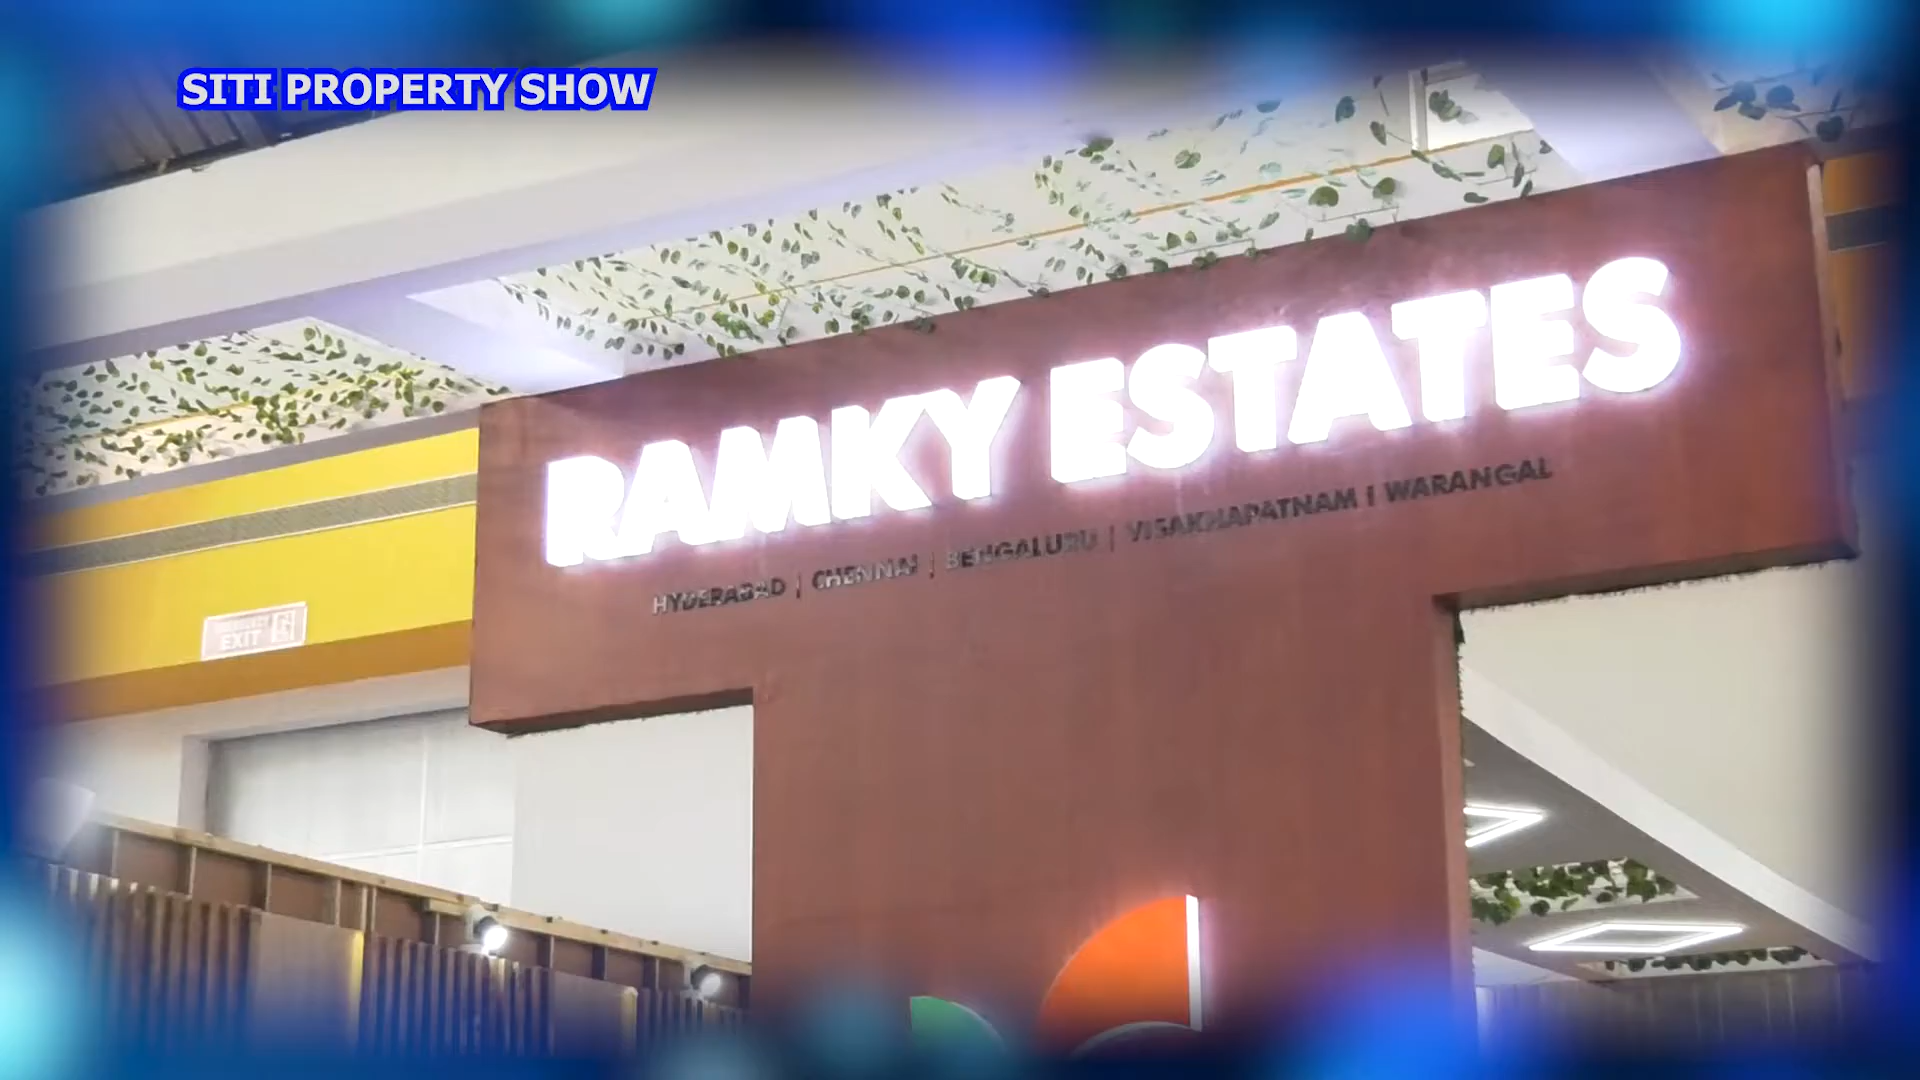 SITI PROPERTY SHOW
RAMKY ESTATES
HYDERABAD | CHENNAI | BENGALURU | VISAKHAPATNAM | WARANGAL
EXIT